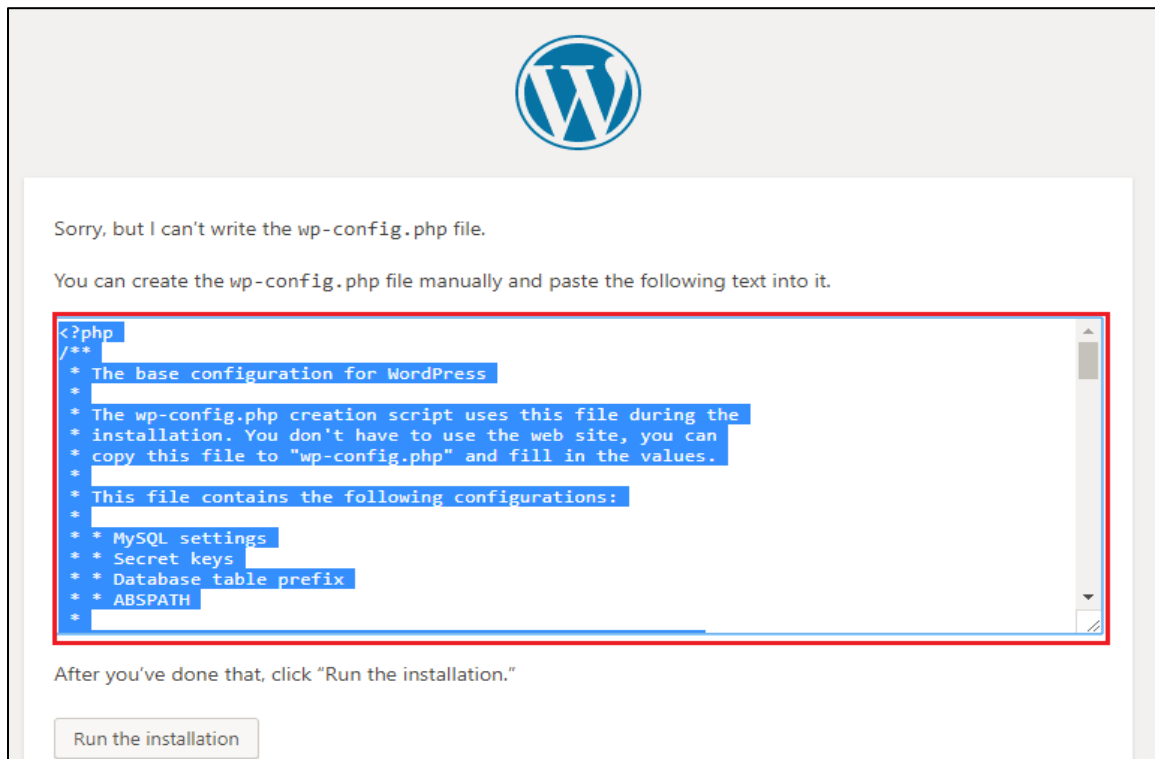 Sorry, but I can't write the wp-config.php file.
You can create the wp-config.php file manually and paste the following text into it.
<?php
/**
 * The base configuration for WordPress
 *
 * The wp-config.php creation script uses this file during the
 * installation. You don't have to use the web site, you can
 * copy this file to "wp-config.php" and fill in the values.
 *
 * This file contains the following configurations:
 *
 * * MySQL settings
 * * Secret keys
 * * Database table prefix
 * * ABSPATH
 *
After you've done that, click “Run the installation.”
Run the installation